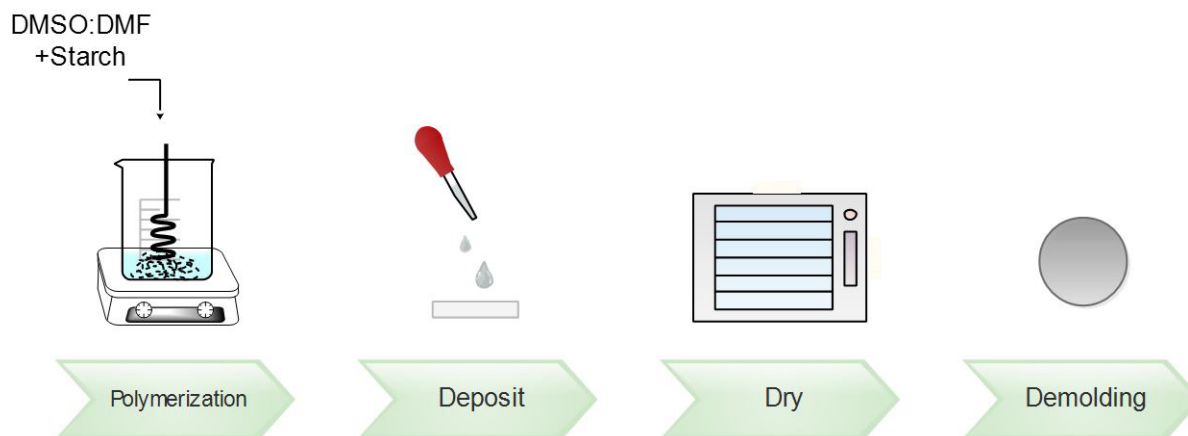 DMSO:DMF
+Starch
Polymerization
Deposit
Dry
Demolding